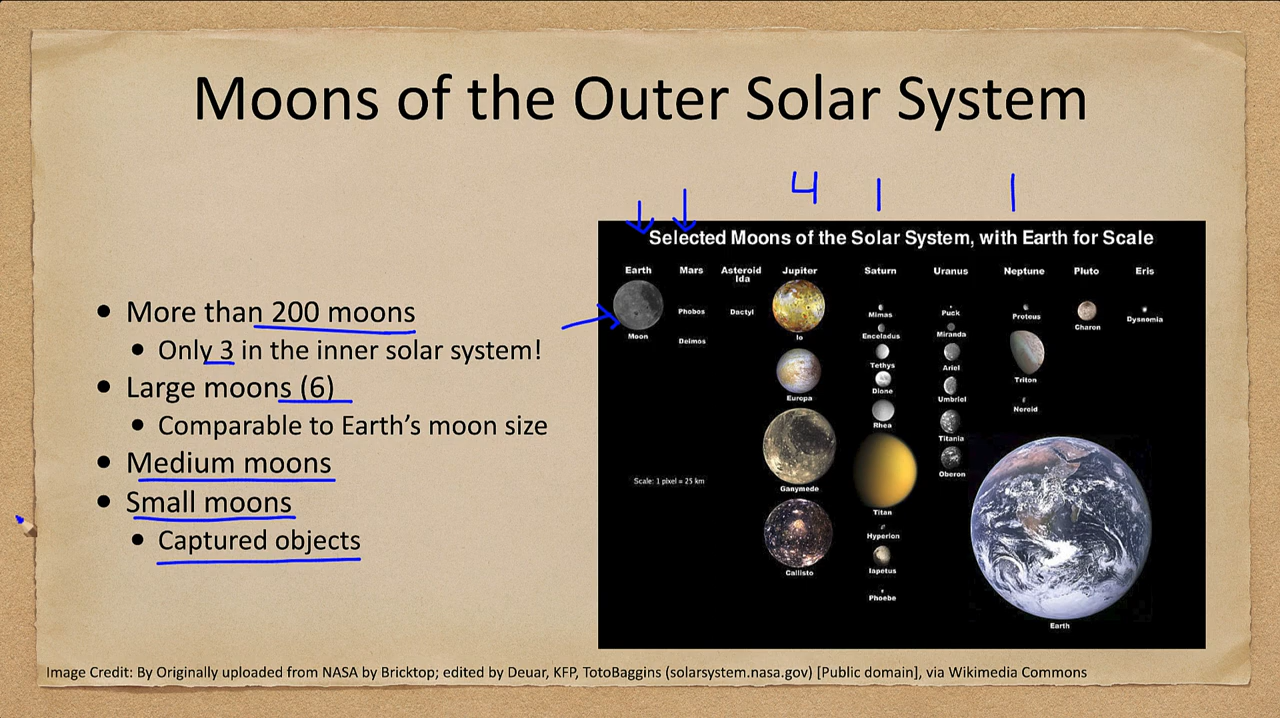 Moons of the Outer Solar System
4 | |
• More than 200 moons
• Only 3 in the inner solar system!
• Large moons (6)
• Comparable to Earth's moon size
• Medium moons
• Small moons
• Captured objects
Selected Moons of the Solar System, with Earth for Scale
Earth Mars Asteroid Ida Jupiter Saturn Uranus Neptune Pluto Eris
Moon
Phobos
Deimos
Dactyl
Io
Europa
Ganymede
Callisto
Mimas
Enceladus
Tethys
Dione
Rhea
Titan
Hyperion
Iapetus
Phoebe
Puck
Miranda
Ariel
Umbriel
Titania
Oberon
Proteus
Triton
Nereid
Charon
Dysnomia
Scale: 1 pixel = 25 km
Earth
Image Credit: By Originally uploaded from NASA by Bricktop; edited by Deuar, KFP, TotoBaggins (solarsystem.nasa.gov) [Public domain], via Wikimedia Commons